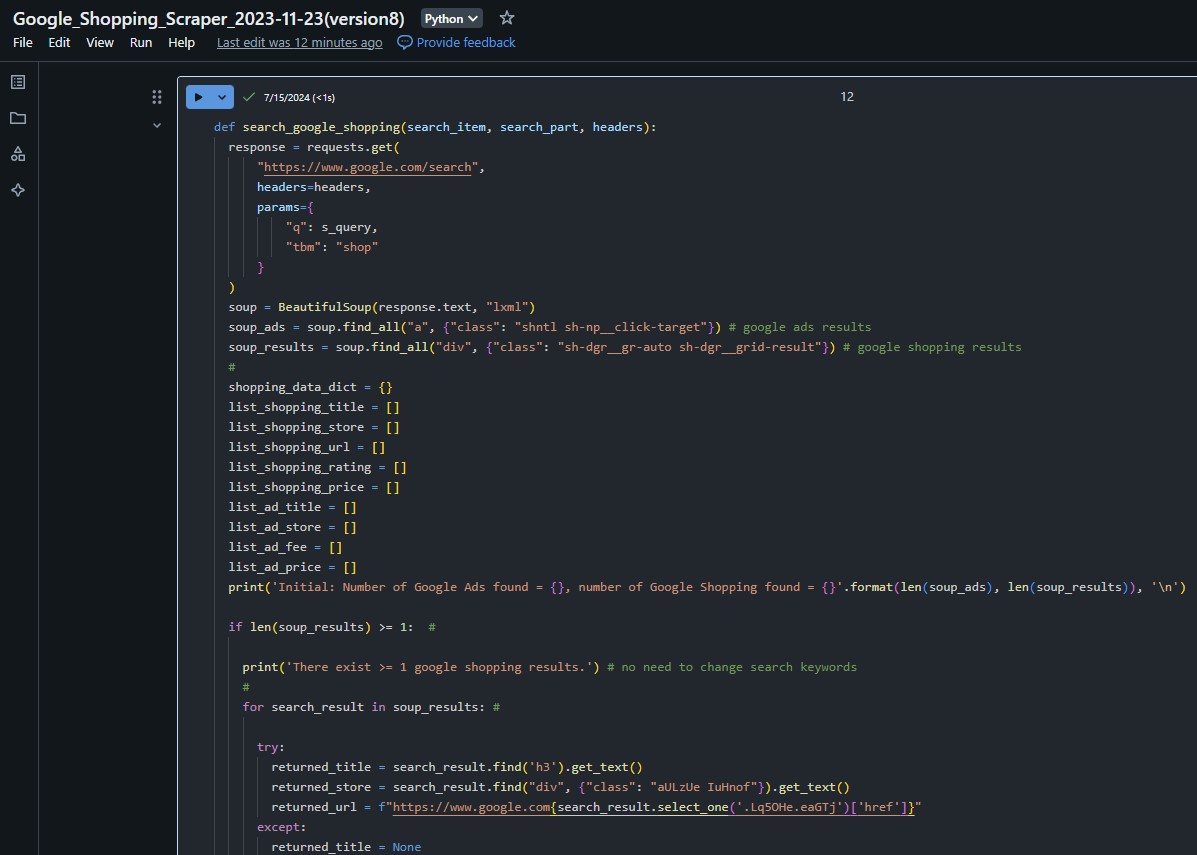 Google_Shopping_Scraper_2023-11-23(version8) Python
File Edit View Run Help Last edit was 12 minutes ago Provide feedback
7/15/2024 (<1s) 12
def search_google_shopping(search_item, search_part, headers):
  response = requests.get(
      "https://www.google.com/search",
      headers=headers,
      params={
          "q": s_query,
          "tbm": "shop"
      }
  )
  soup = BeautifulSoup(response.text, "lxml")
  soup_ads = soup.find_all("a", {"class": "shntl sh-np__click-target"}) # google ads results
  soup_results = soup.find_all("div", {"class": "sh-dgr__gr-auto sh-dgr__grid-result"}) # google shopping results
  #
  shopping_data_dict = {}
  list_shopping_title = []
  list_shopping_store = []
  list_shopping_url = []
  list_shopping_rating = []
  list_shopping_price = []
  list_ad_title = []
  list_ad_store = []
  list_ad_fee = []
  list_ad_price = []
  print('Initial: Number of Google Ads found = {}, number of Google Shopping found = {}'.format(len(soup_ads), len(soup_results)), '\n')
  if len(soup_results) >= 1:  #
    print('There exist >= 1 google shopping results.') # no need to change search keywords
    #
    for search_result in soup_results: #
      try:
        returned_title = search_result.find('h3').get_text()
        returned_store = search_result.find("div", {"class": "aULzUe IuHnof"}).get_text()
        returned_url = f"https://www.google.com{search_result.select_one('.Lq5OHe.eaGTj')['href']}"
      except:
        returned_title = None